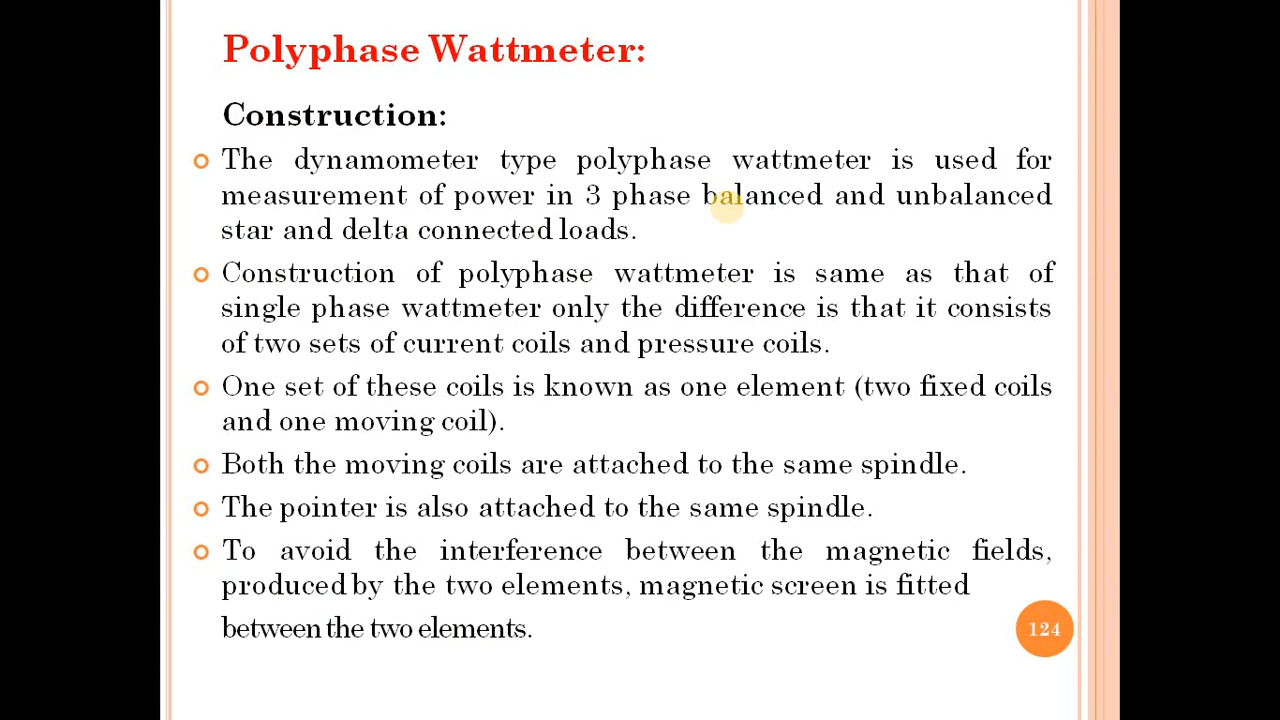 Polyphase Wattmeter:
Construction:
The dynamometer type polyphase wattmeter is used for
measurement of power in 3 phase balanced and unbalanced
star and delta connected loads.
Construction of polyphase wattmeter is same as that of
single phase wattmeter only the difference is that it consists
of two sets of current coils and pressure coils.
One set of these coils is known as one element (two fixed coils
and one moving coil).
Both the moving coils are attached to the same spindle.
The pointer is also attached to the same spindle.
To avoid the interference between the magnetic fields,
produced by the two elements, magnetic screen is fitted
between the two elements.
124